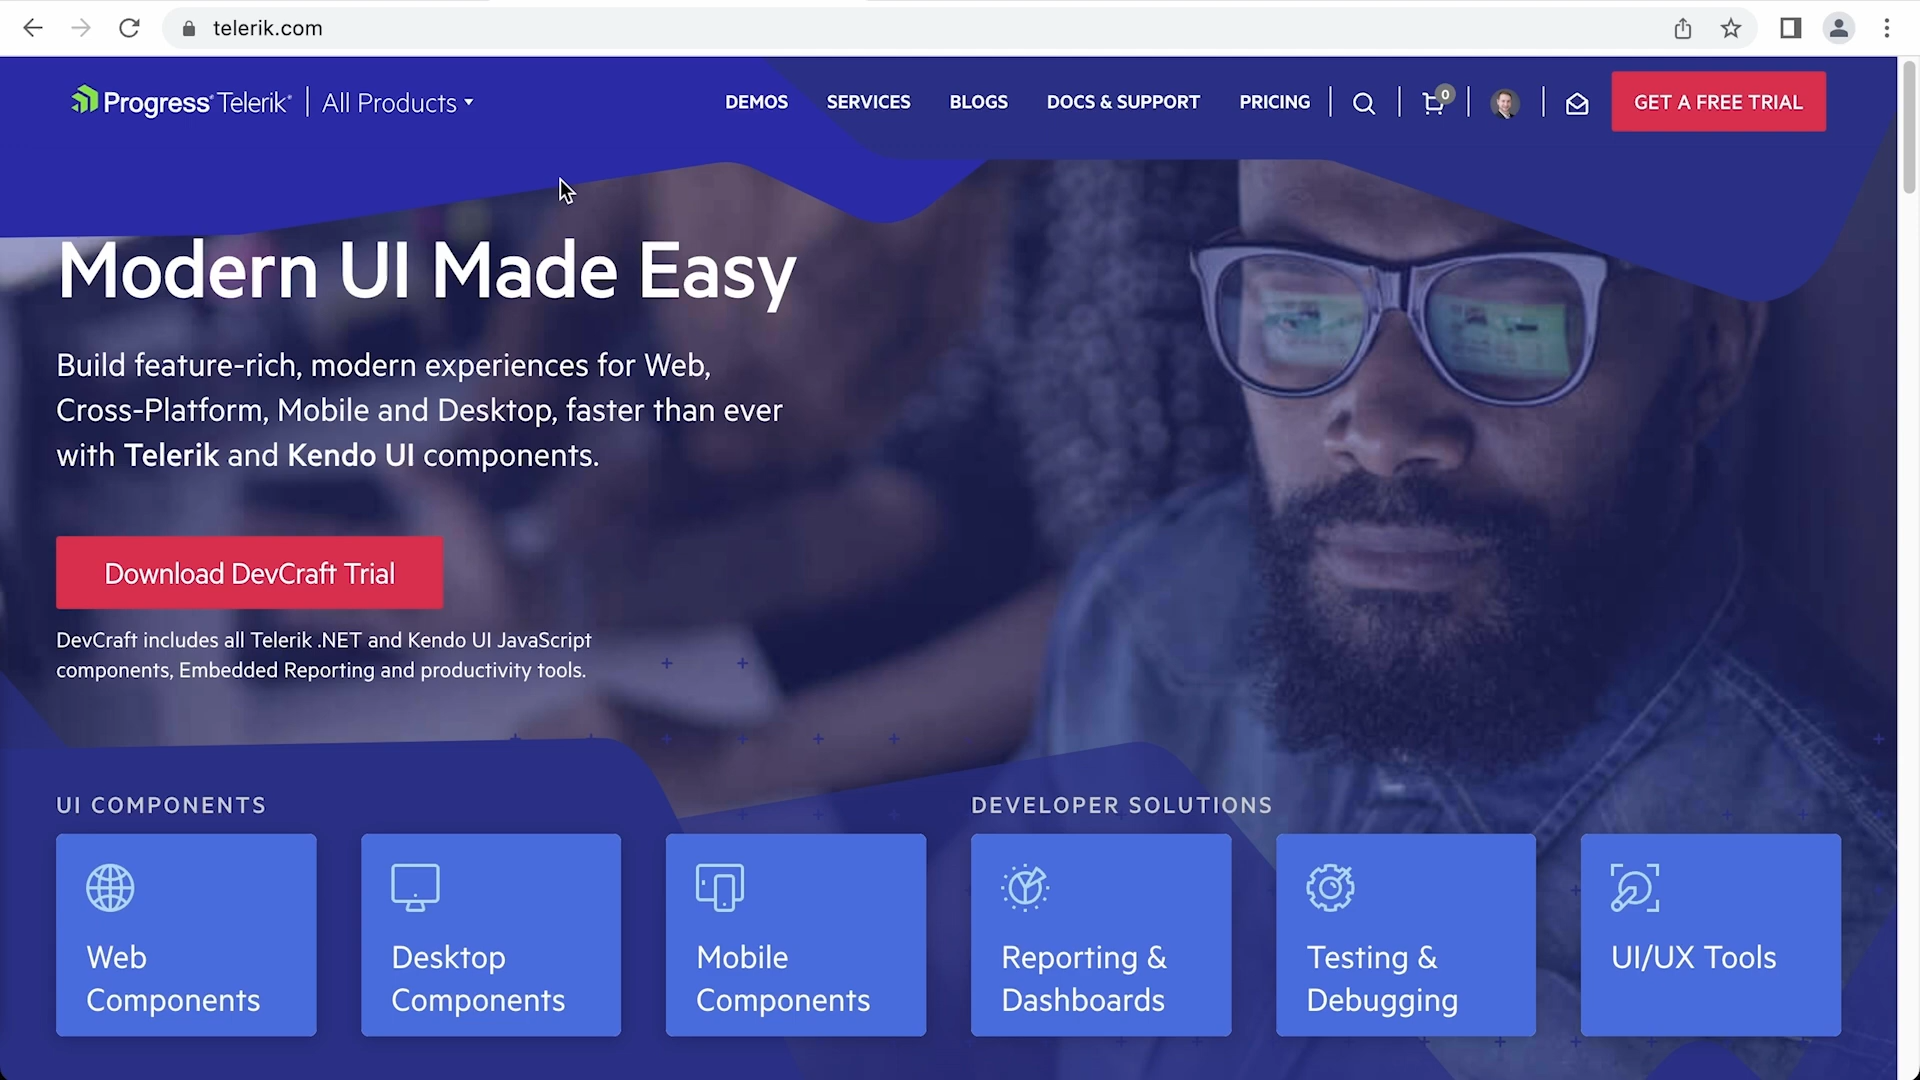 telerik.com
Progress Telerik All Products
DEMOS SERVICES BLOGS DOCS & SUPPORT PRICING 0 GET A FREE TRIAL
Modern UI Made Easy
Build feature-rich, modern experiences for Web,
Cross-Platform, Mobile and Desktop, faster than ever
with Telerik and Kendo UI components.
Download DevCraft Trial
DevCraft includes all Telerik .NET and Kendo UI JavaScript
components, Embedded Reporting and productivity tools.
UI COMPONENTS
Web
Components
Desktop
Components
Mobile
Components
DEVELOPER SOLUTIONS
Reporting &
Dashboards
Testing &
Debugging
UI/UX Tools